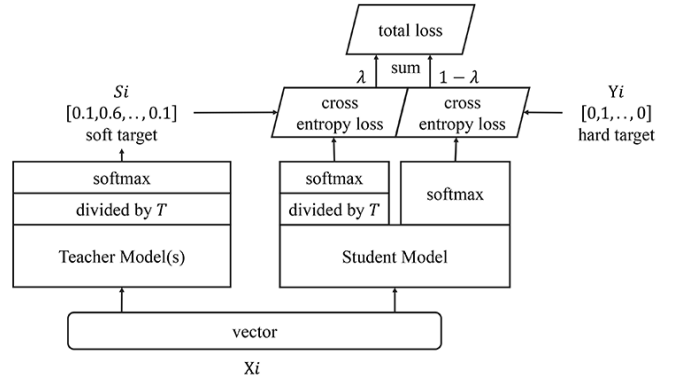 total loss
λ sum 1 − λ
Si
[0.1,0.6,..,0.1]
soft target
cross
entropy loss
cross
entropy loss
Yi
[0,1,..,0]
hard target
softmax
divided by T
Teacher Model(s)
softmax
divided by T
softmax
Student Model
vector
Xi